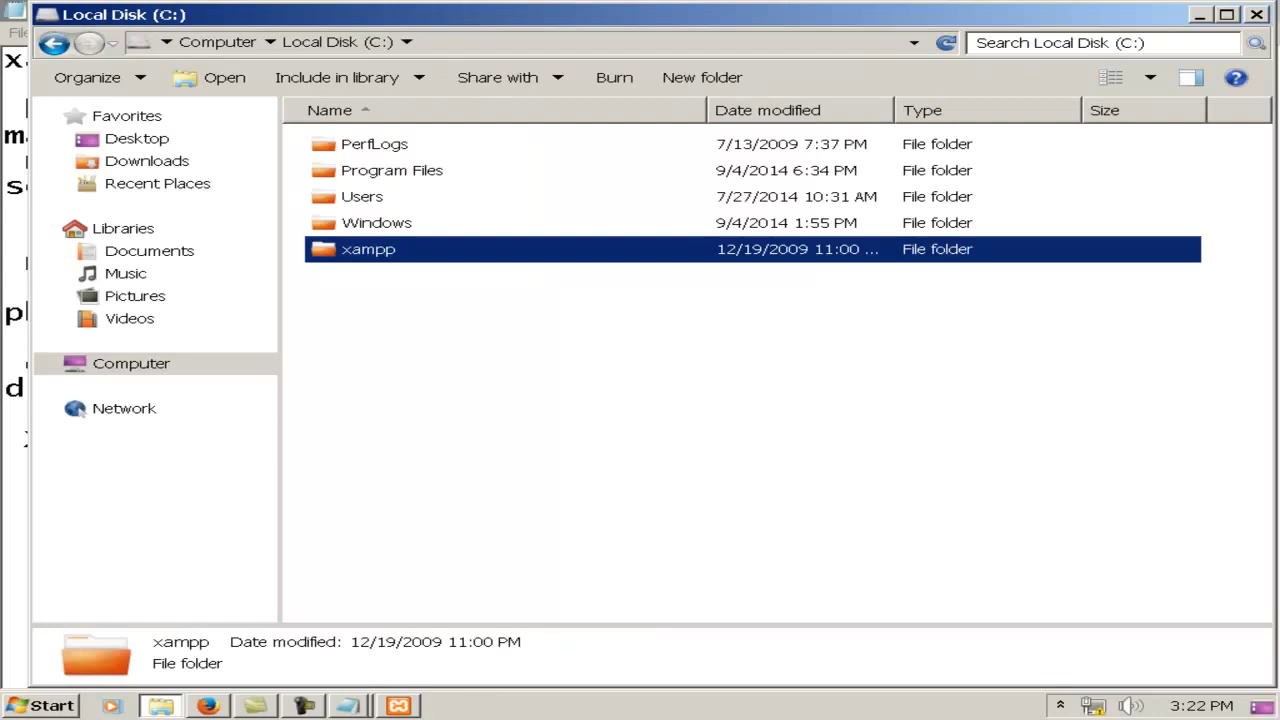 Local Disk (C:)
File
Computer Local Disk (C:) Search Local Disk (C:)
Organize Open Include in library Share with Burn New folder
Name Date modified Type Size
Favorites
Desktop
Downloads
Recent Places
Libraries
Documents
Music
Pictures
Videos
Computer
Network
PerfLogs 7/13/2009 7:37 PM File folder
Program Files 9/4/2014 6:34 PM File folder
Users 7/27/2014 10:31 AM File folder
Windows 9/4/2014 1:55 PM File folder
xampp 12/19/2009 11:00 ... File folder
xampp Date modified: 12/19/2009 11:00 PM
File folder
Start 3:22 PM